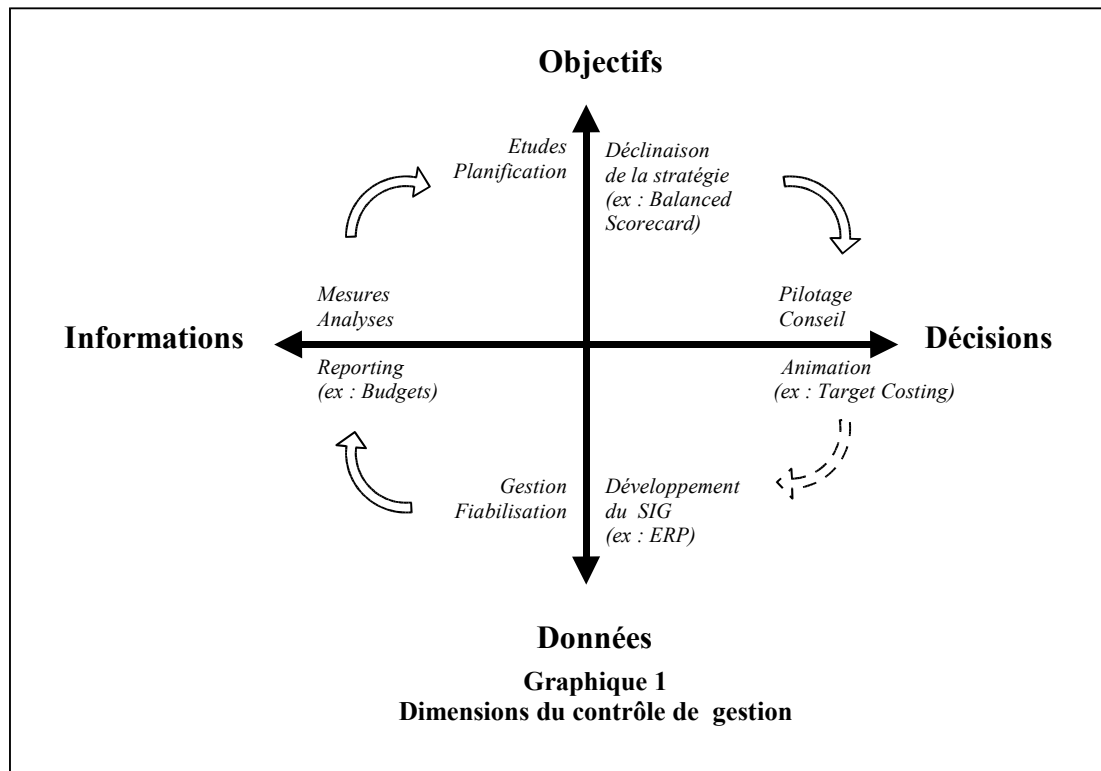 Objectifs
Etudes
Planification
Déclinaison
de la stratégie
(ex : Balanced
Scorecard)
Mesures
Analyses
Pilotage
Conseil
Informations
Décisions
Reporting
(ex : Budgets)
Animation
(ex : Target Costing)
Gestion
Fiabilisation
Développement
du SIG
(ex : ERP)
Données
Graphique 1
Dimensions du contrôle de gestion